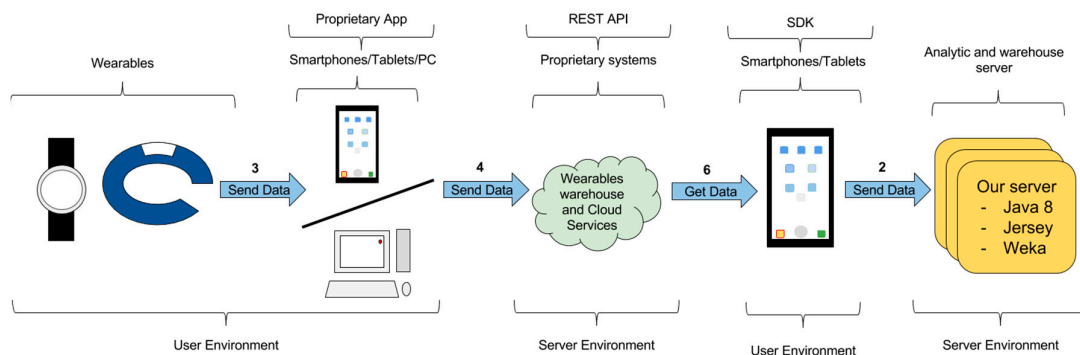 Proprietary App
REST API
SDK
Wearables
Smartphones/Tablets/PC
Proprietary systems
Smartphones/Tablets
Analytic and warehouse
server
3
Send Data
4
Send Data
Wearables
warehouse
and Cloud
Services
6
Get Data
2
Send Data
Our server
- Java 8
- Jersey
- Weka
User Environment
Server Environment
User Environment
Server Environment